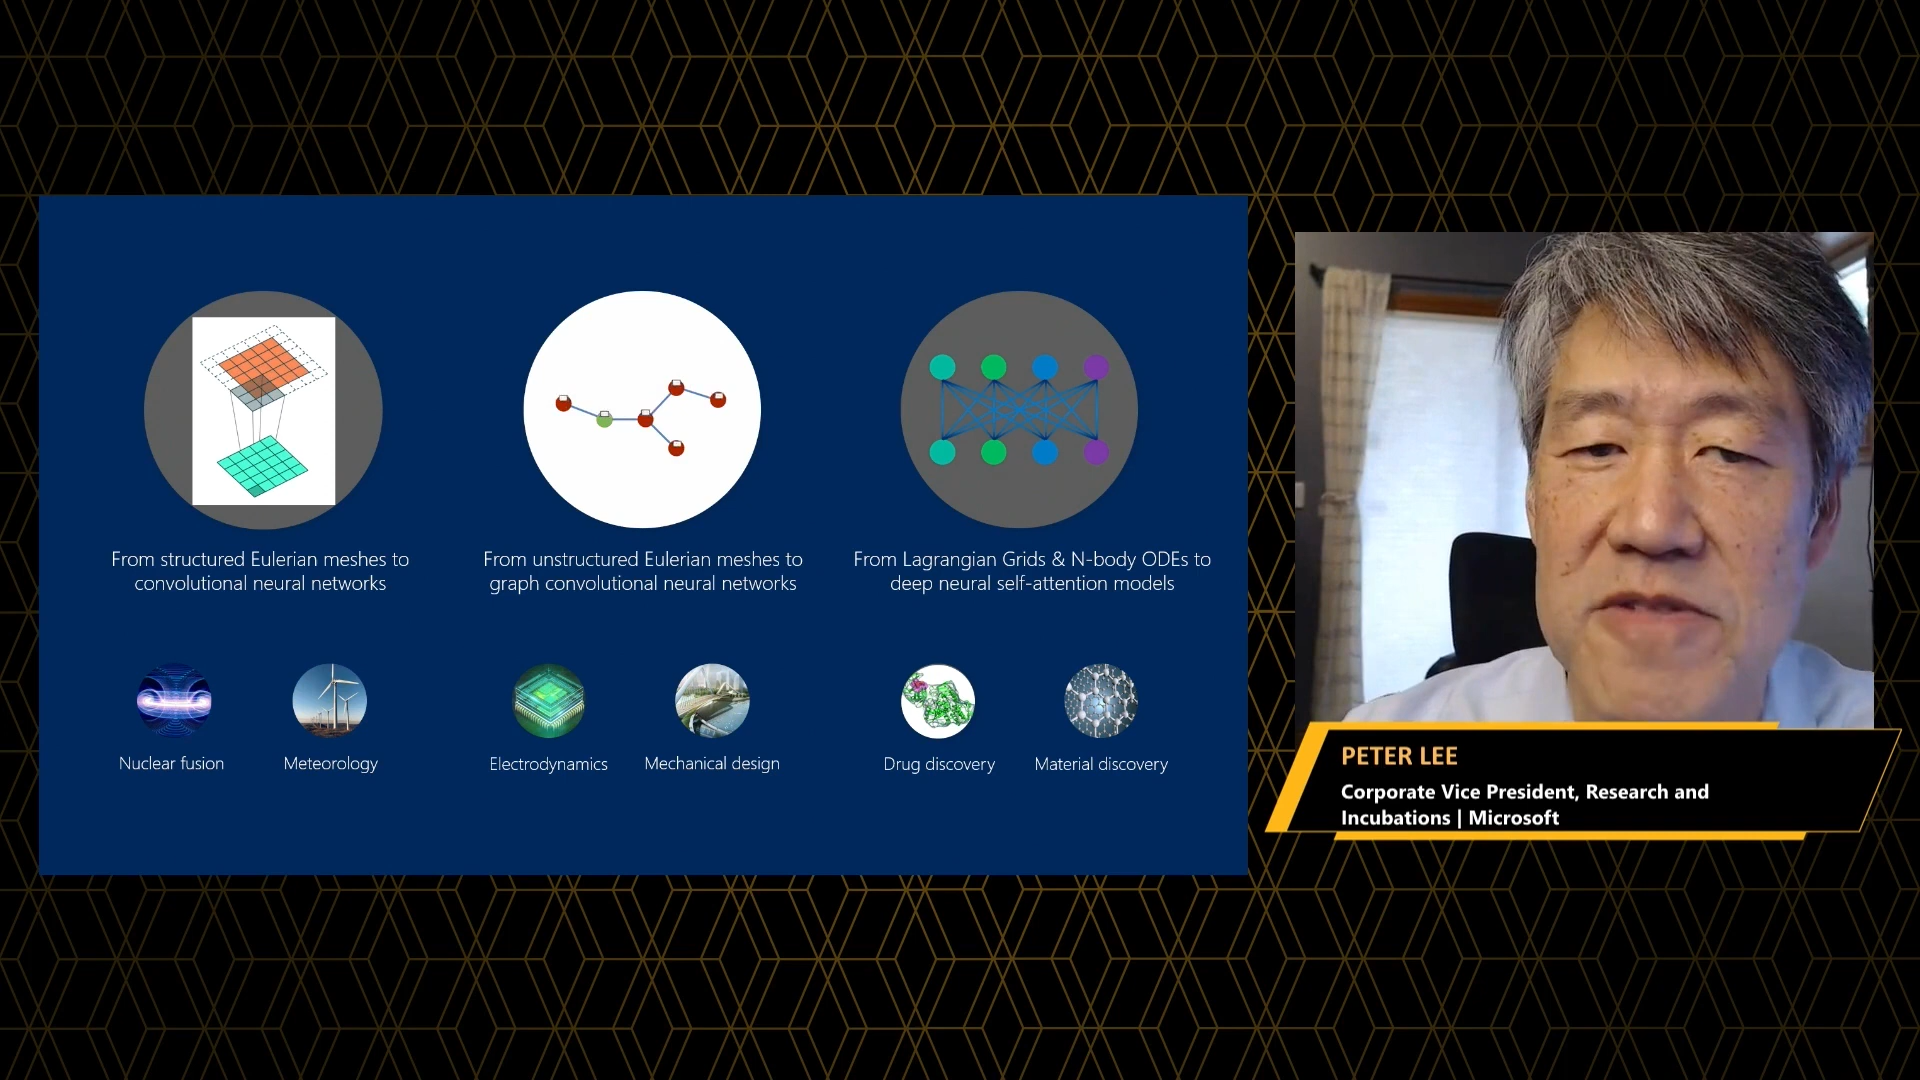 From structured Eulerian meshes to
convolutional neural networks
From unstructured Eulerian meshes to
graph convolutional neural networks
From Lagrangian Grids & N-body ODEs to
deep neural self-attention models
Nuclear fusion
Meteorology
Electrodynamics
Mechanical design
Drug discovery
Material discovery
PETER LEE
Corporate Vice President, Research and
Incubations | Microsoft